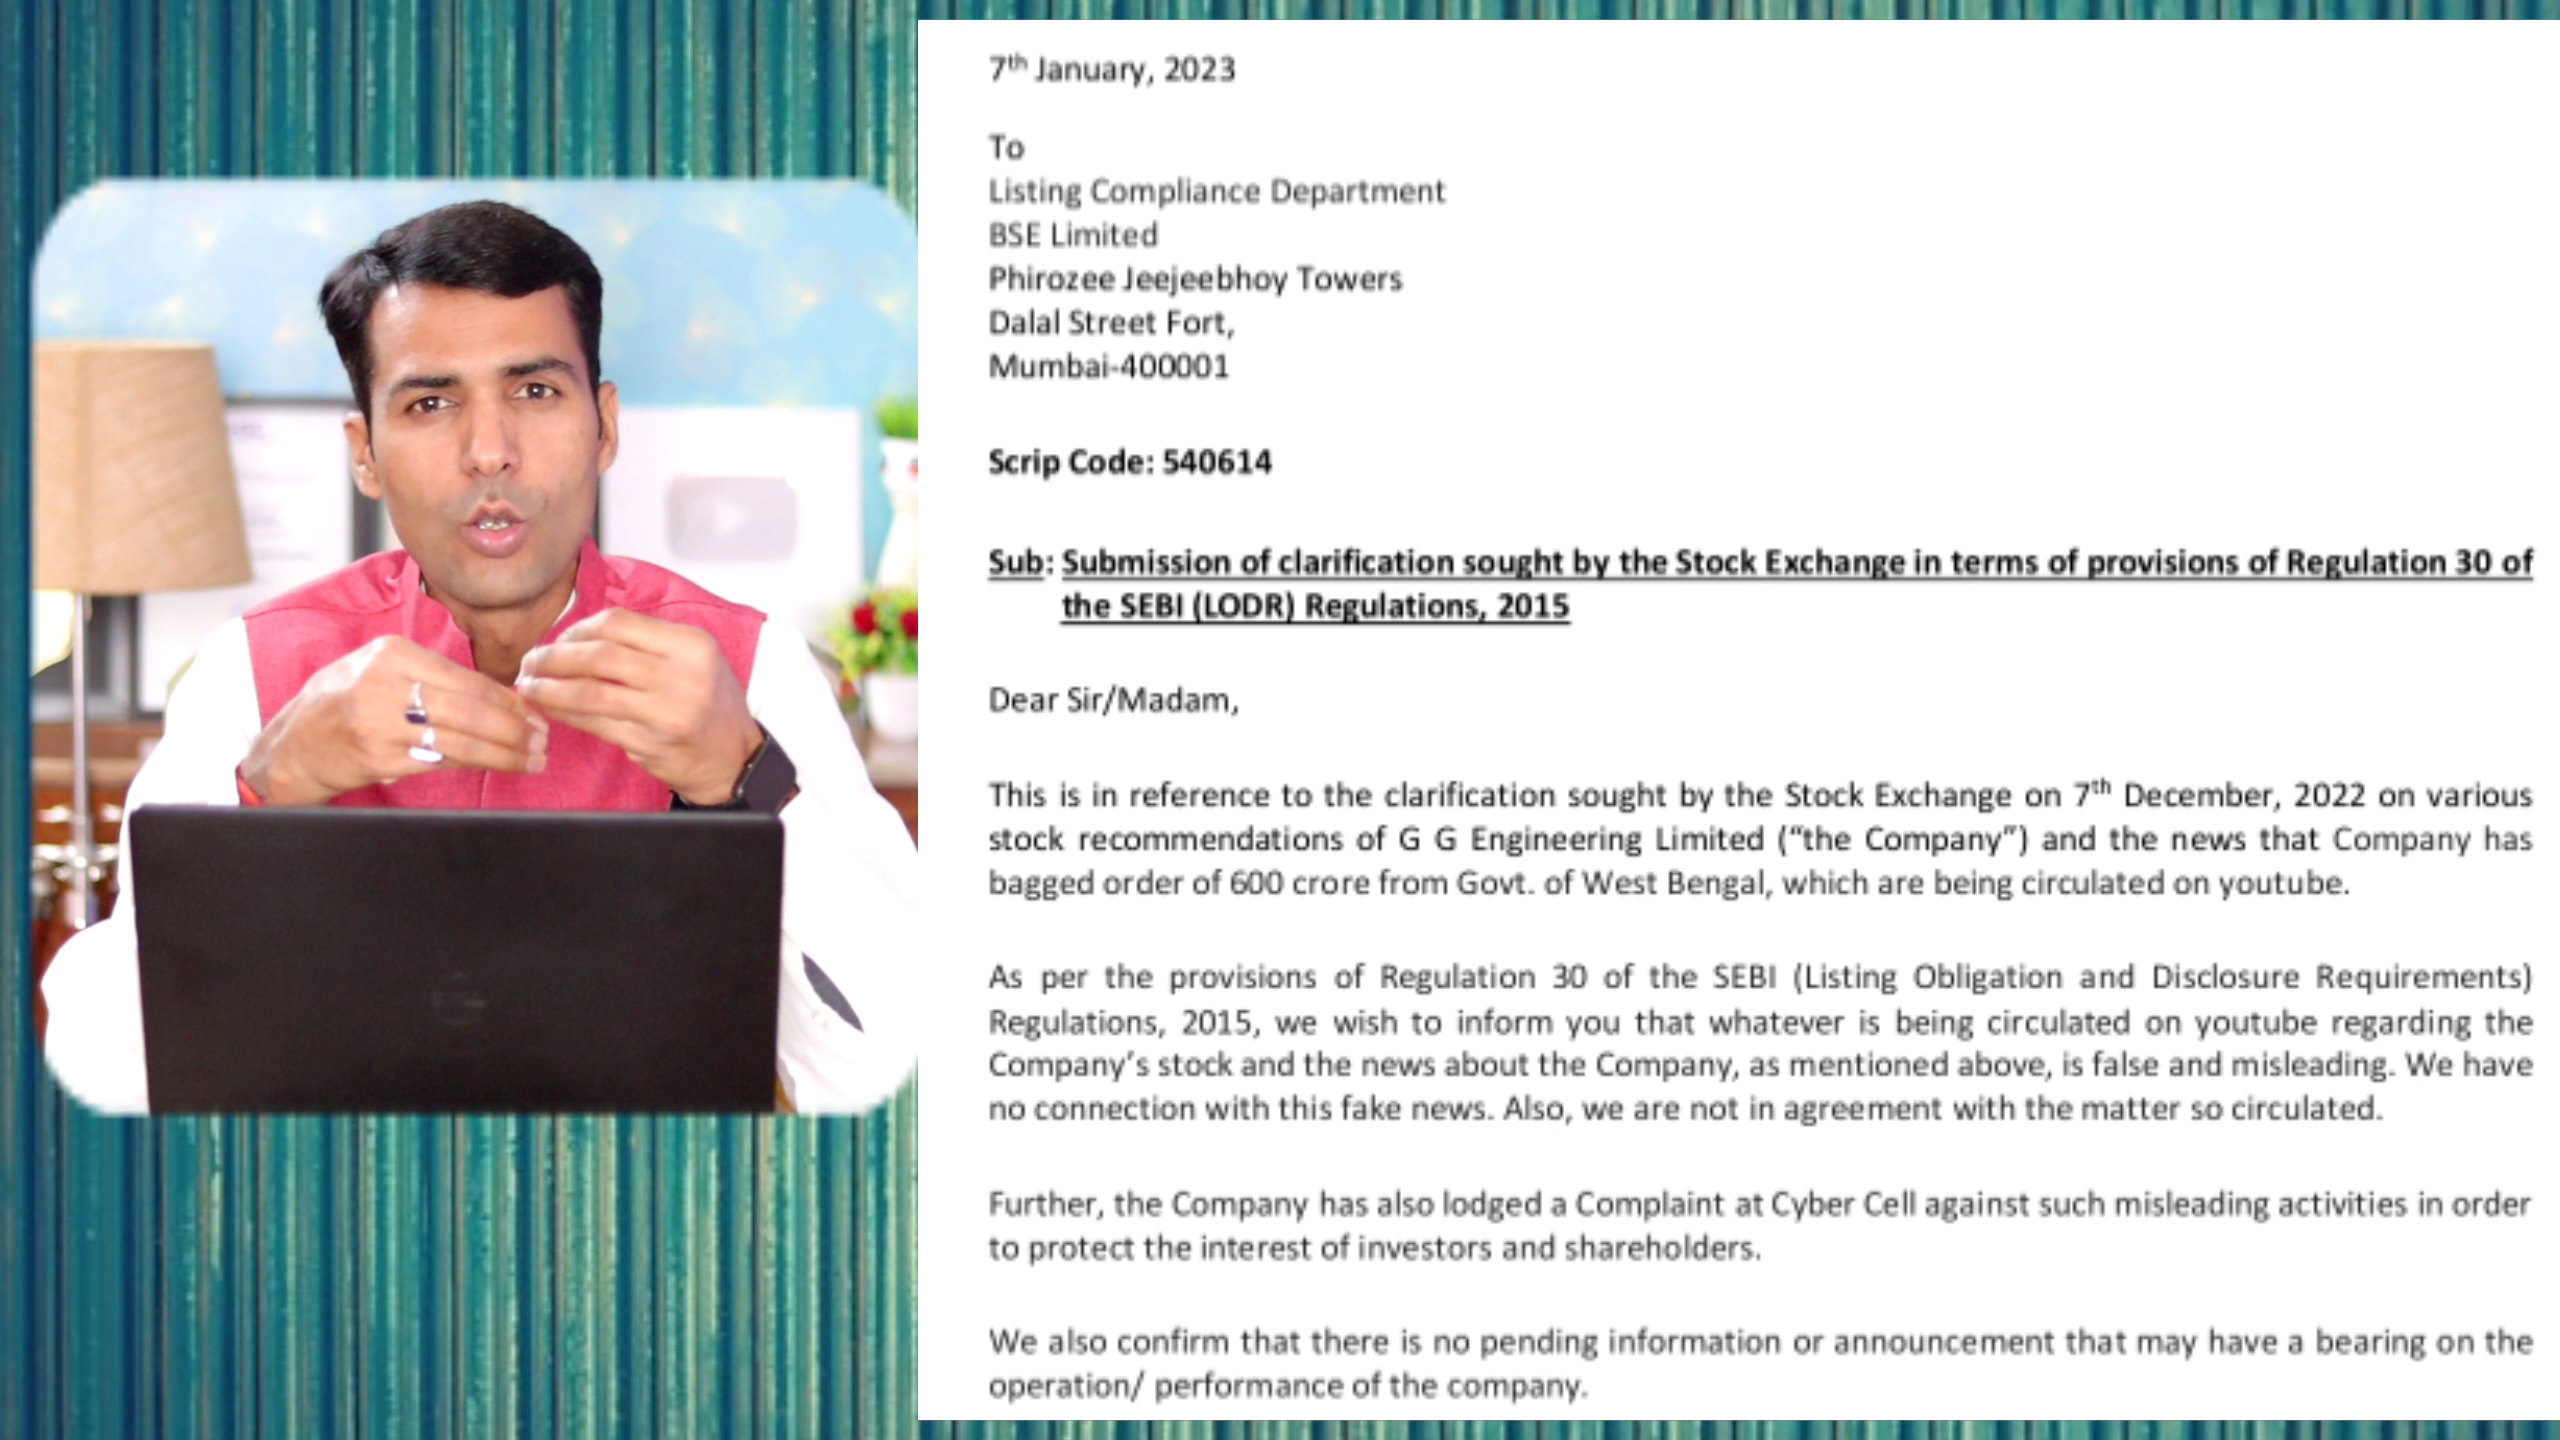 7th January, 2023
To
Listing Compliance Department
BSE Limited
Phirozee Jeejeebhoy Towers
Dalal Street Fort,
Mumbai-400001
Scrip Code: 540614
Sub: Submission of clarification sought by the Stock Exchange in terms of provisions of Regulation 30 of
the SEBI (LODR) Regulations, 2015
Dear Sir/Madam,
This is in reference to the clarification sought by the Stock Exchange on 7th December, 2022 on various
stock recommendations of G G Engineering Limited (“the Company”) and the news that Company has
bagged order of 600 crore from Govt. of West Bengal, which are being circulated on youtube.
As per the provisions of Regulation 30 of the SEBI (Listing Obligation and Disclosure Requirements)
Regulations, 2015, we wish to inform you that whatever is being circulated on youtube regarding the
Company’s stock and the news about the Company, as mentioned above, is false and misleading. We have
no connection with this fake news. Also, we are not in agreement with the matter so circulated.
Further, the Company has also lodged a Complaint at Cyber Cell against such misleading activities in order
to protect the interest of investors and shareholders.
We also confirm that there is no pending information or announcement that may have a bearing on the
operation/ performance of the company.